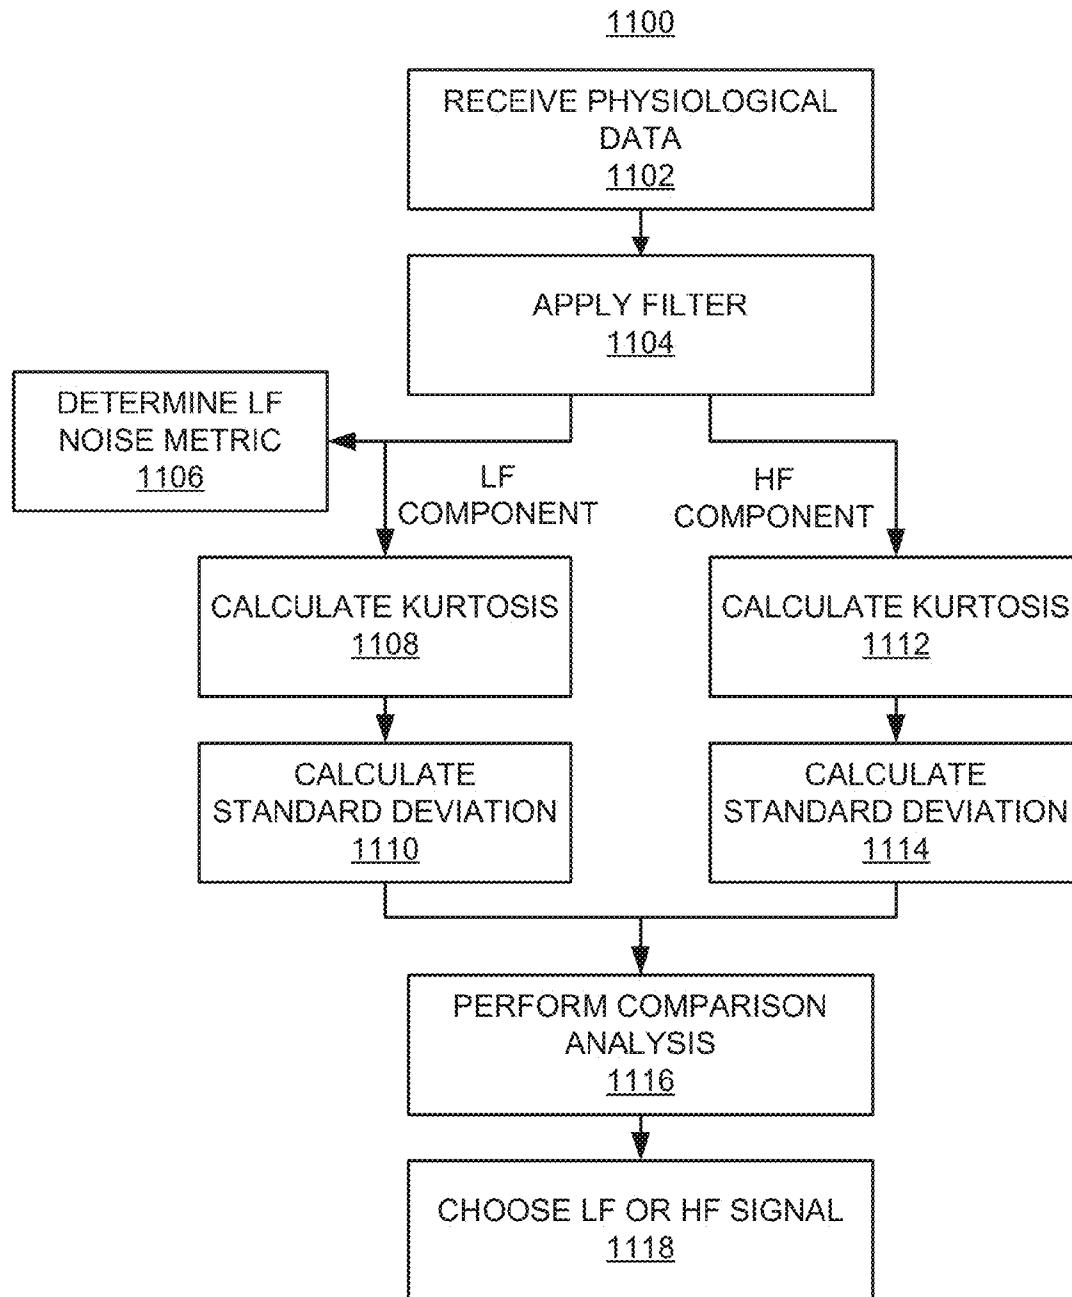 1100
RECEIVE PHYSIOLOGICAL
DATA
1102
APPLY FILTER
1104
DETERMINE LF
NOISE METRIC
1106
LF
COMPONENT
HF
COMPONENT
CALCULATE KURTOSIS
1108
CALCULATE KURTOSIS
1112
CALCULATE
STANDARD DEVIATION
1110
CALCULATE
STANDARD DEVIATION
1114
PERFORM COMPARISON
ANALYSIS
1116
CHOOSE LF OR HF SIGNAL
1118